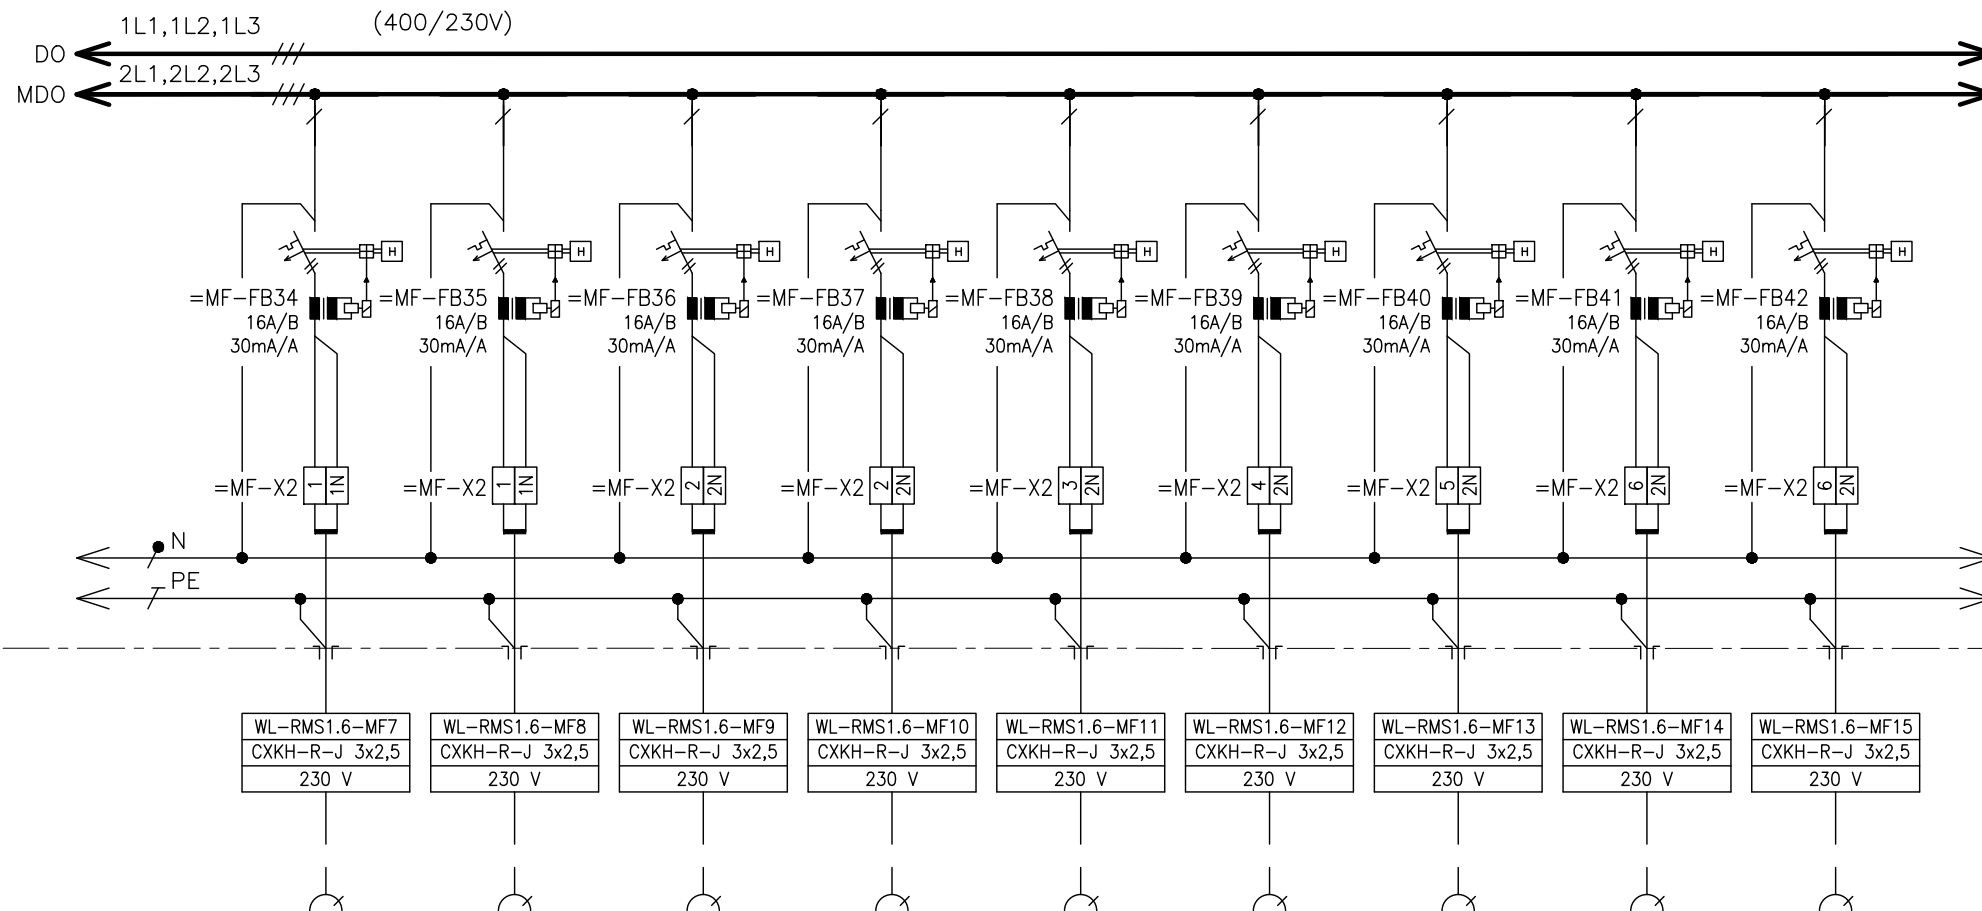 1L1,1L2,1L3 (400/230V)
DO
2L1,2L2,2L3
MDO
H H H H H H H H H
=MF-FB34 =MF-FB35 =MF-FB36 =MF-FB37 =MF-FB38 =MF-FB39 =MF-FB40 =MF-FB41 =MF-FB42
16A/B 16A/B 16A/B 16A/B 16A/B 16A/B 16A/B 16A/B 16A/B
30mA/A 30mA/A 30mA/A 30mA/A 30mA/A 30mA/A 30mA/A 30mA/A 30mA/A
=MF-X2 1 1N =MF-X2 1 1N =MF-X2 2 2N =MF-X2 2 2N =MF-X2 3 2N =MF-X2 4 2N =MF-X2 5 2N =MF-X2 6 2N =MF-X2 6 2N
N
PE
WL-RMS1.6-MF7 WL-RMS1.6-MF8 WL-RMS1.6-MF9 WL-RMS1.6-MF10 WL-RMS1.6-MF11 WL-RMS1.6-MF12 WL-RMS1.6-MF13 WL-RMS1.6-MF14 WL-RMS1.6-MF15
CXKH-R-J 3x2,5 CXKH-R-J 3x2,5 CXKH-R-J 3x2,5 CXKH-R-J 3x2,5 CXKH-R-J 3x2,5 CXKH-R-J 3x2,5 CXKH-R-J 3x2,5 CXKH-R-J 3x2,5 CXKH-R-J 3x2,5
230 V 230 V 230 V 230 V 230 V 230 V 230 V 230 V 230 V